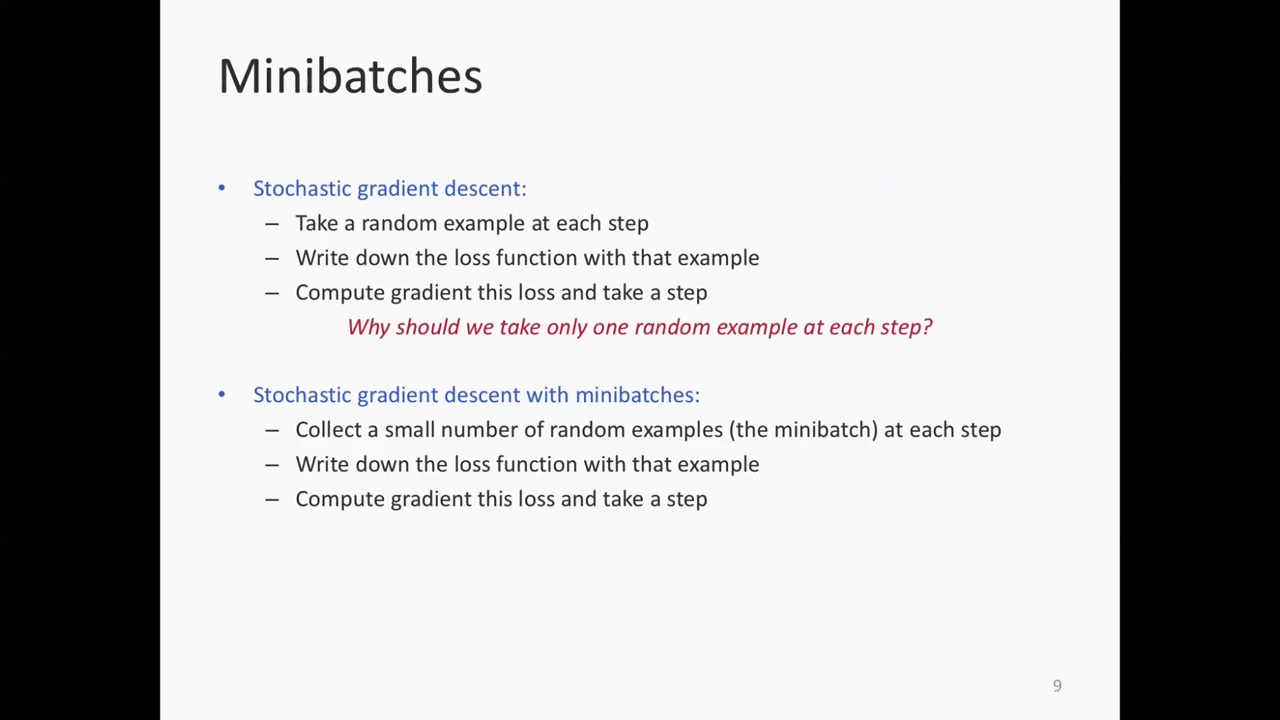 Minibatches
• Stochastic gradient descent:
– Take a random example at each step
– Write down the loss function with that example
– Compute gradient this loss and take a step
Why should we take only one random example at each step?
• Stochastic gradient descent with minibatches:
– Collect a small number of random examples (the minibatch) at each step
– Write down the loss function with that example
– Compute gradient this loss and take a step
9